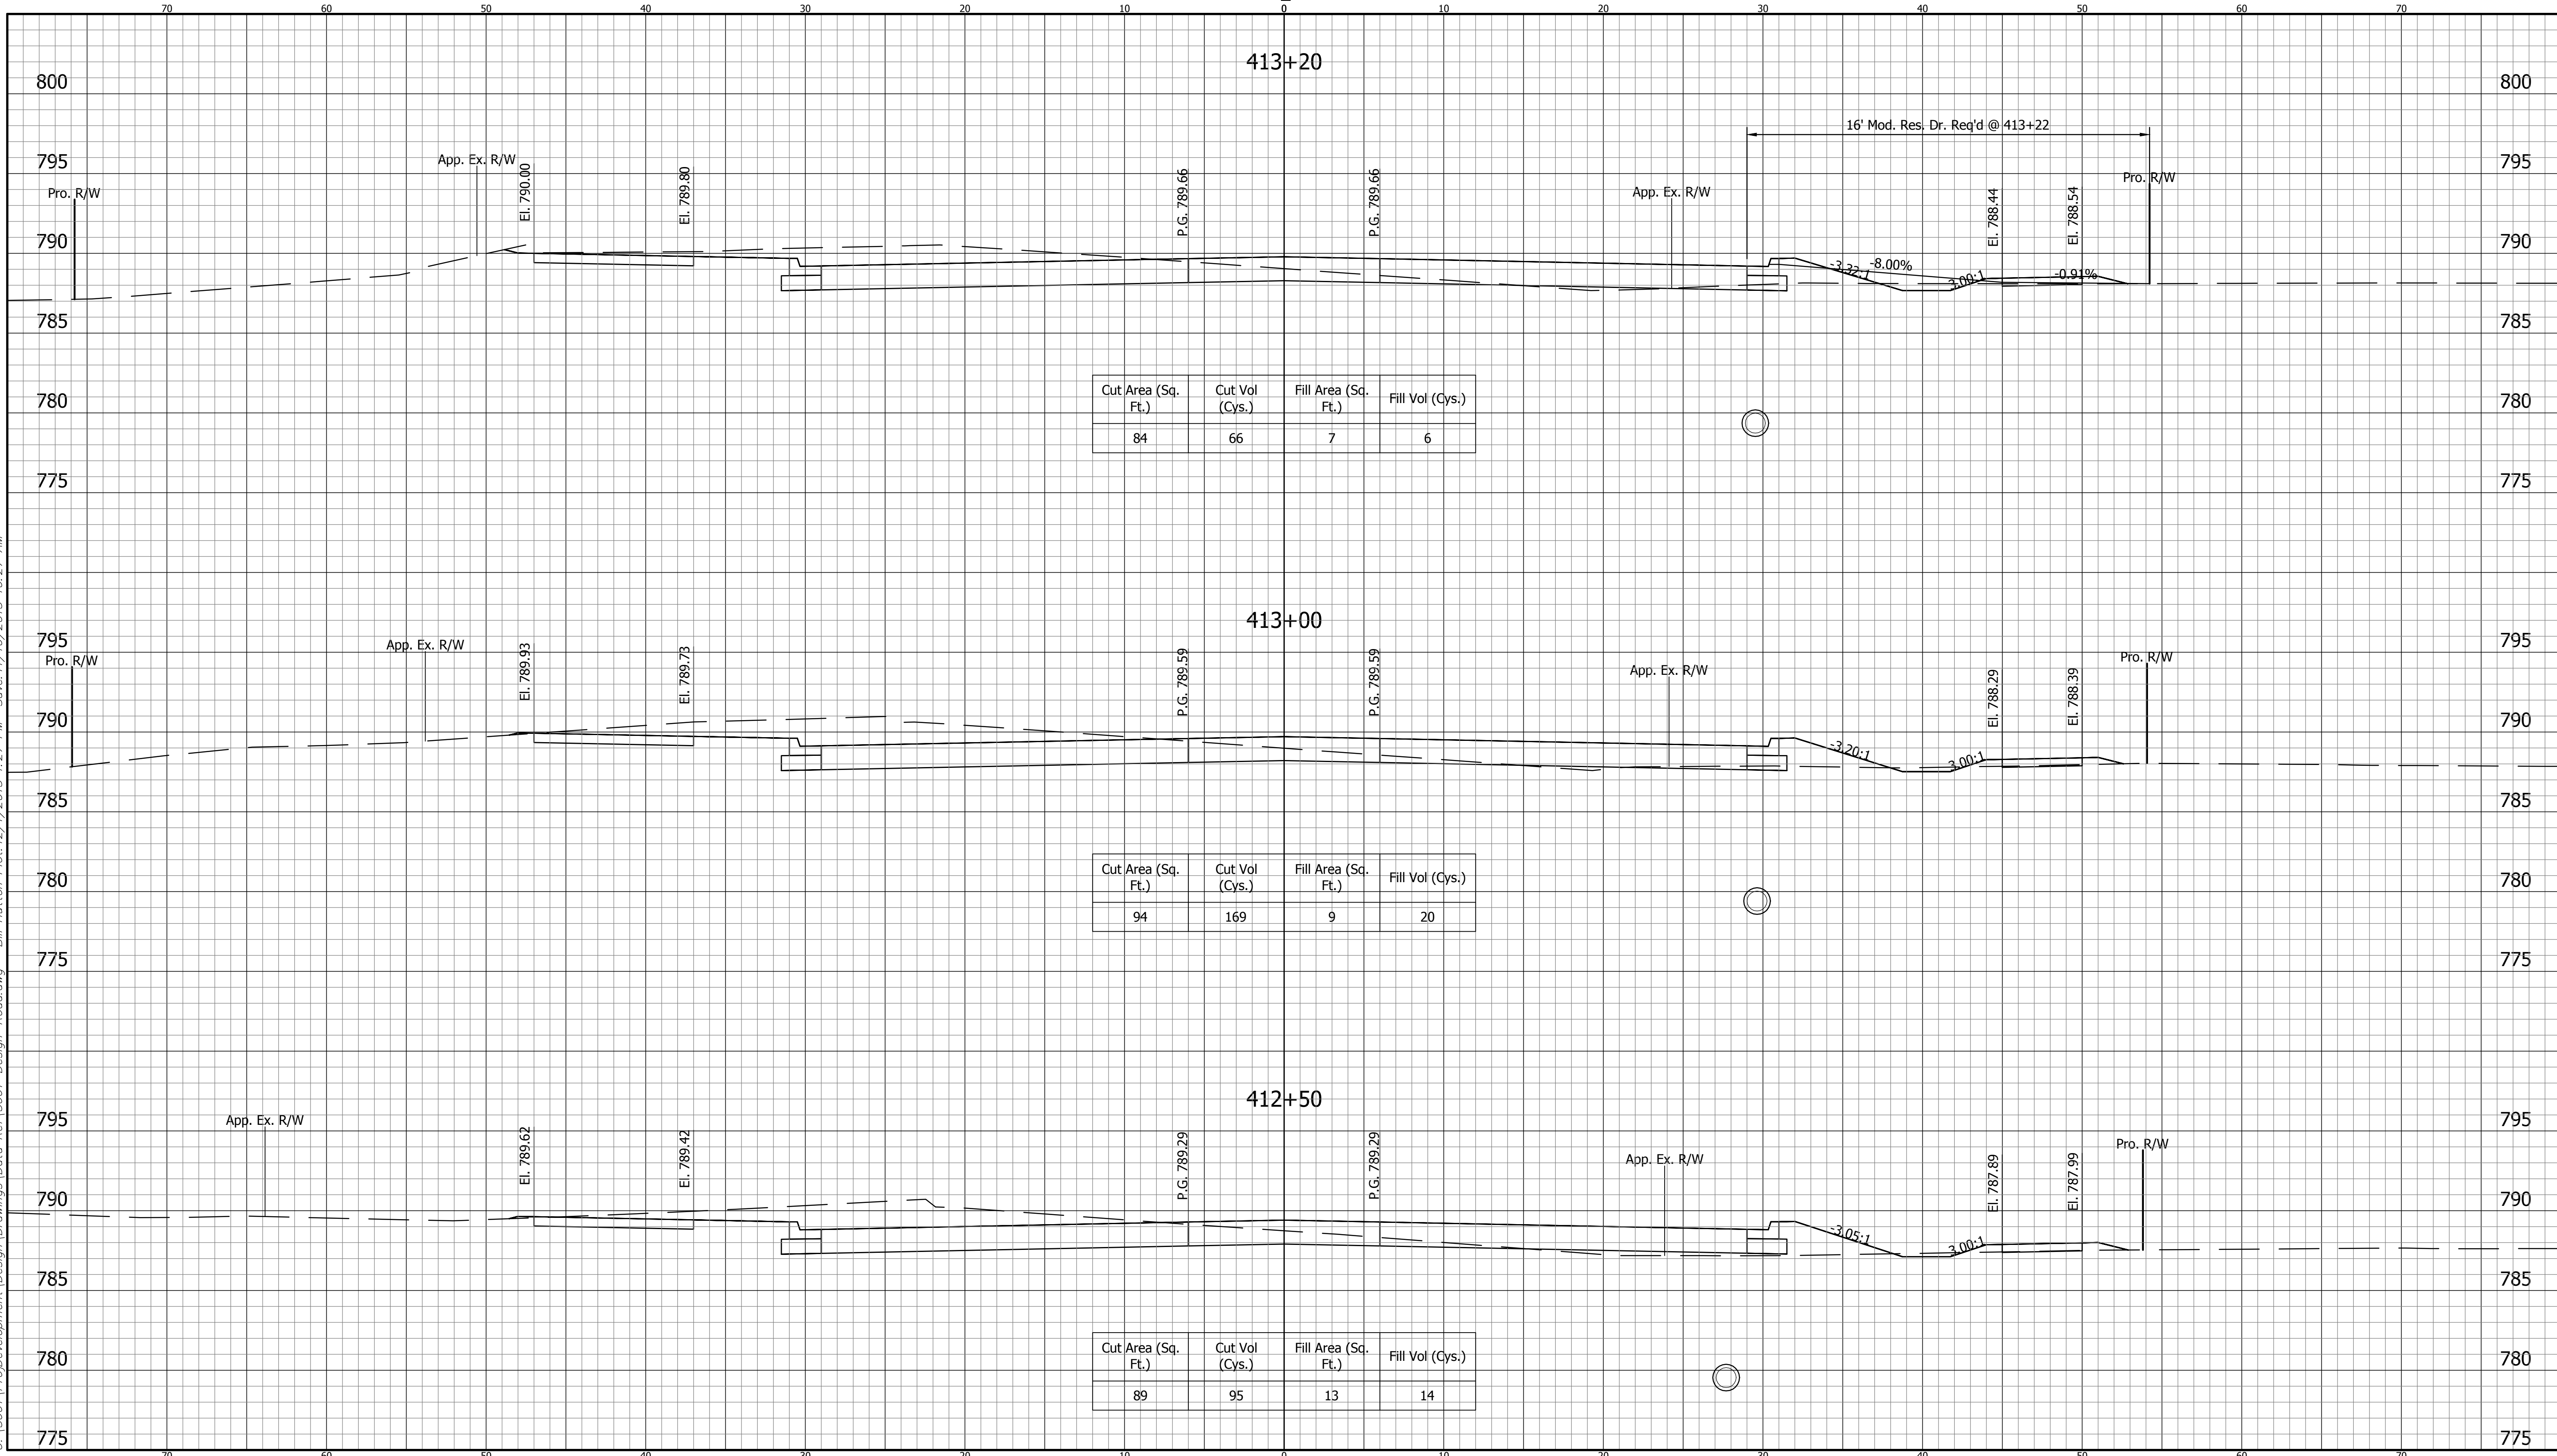 70 60 50 40 30 20 10 0 10 20 30 40 50 60 70
413+20
800 800
16' Mod. Res. Dr. Req'd @ 413+22
795 795
App. Ex. R/W
El. 790.00
El. 789.80
P.G. 789.66
P.G. 789.66
App. Ex. R/W
El. 788.44
El. 788.54
Pro. R/W
Pro. R/W
790 790
-3.32:1
-8.00%
3.00:1
-0.91%
785 785
780 780
Cut Area (Sq. Ft.) Cut Vol (Cys.) Fill Area (Sq. Ft.) Fill Vol (Cys.)
84 66 7 6
775 775
413+00
795 795
Pro. R/W
App. Ex. R/W
El. 789.93
El. 789.73
P.G. 789.59
P.G. 789.59
App. Ex. R/W
El. 788.29
El. 788.39
Pro. R/W
790 790
-3.20:1
3.00:1
785 785
780 780
Cut Area (Sq. Ft.) Cut Vol (Cys.) Fill Area (Sq. Ft.) Fill Vol (Cys.)
94 169 9 20
775 775
412+50
795 795
App. Ex. R/W
El. 789.62
El. 789.42
P.G. 789.29
P.G. 789.29
App. Ex. R/W
El. 787.89
El. 787.99
Pro. R/W
790 790
-3.05:1
3.00:1
785 785
780 780
Cut Area (Sq. Ft.) Cut Vol (Cys.) Fill Area (Sq. Ft.) Fill Vol (Cys.)
89 95 13 14
775 775
70 60 50 40 30 20 10 0 10 20 30 40 50 60